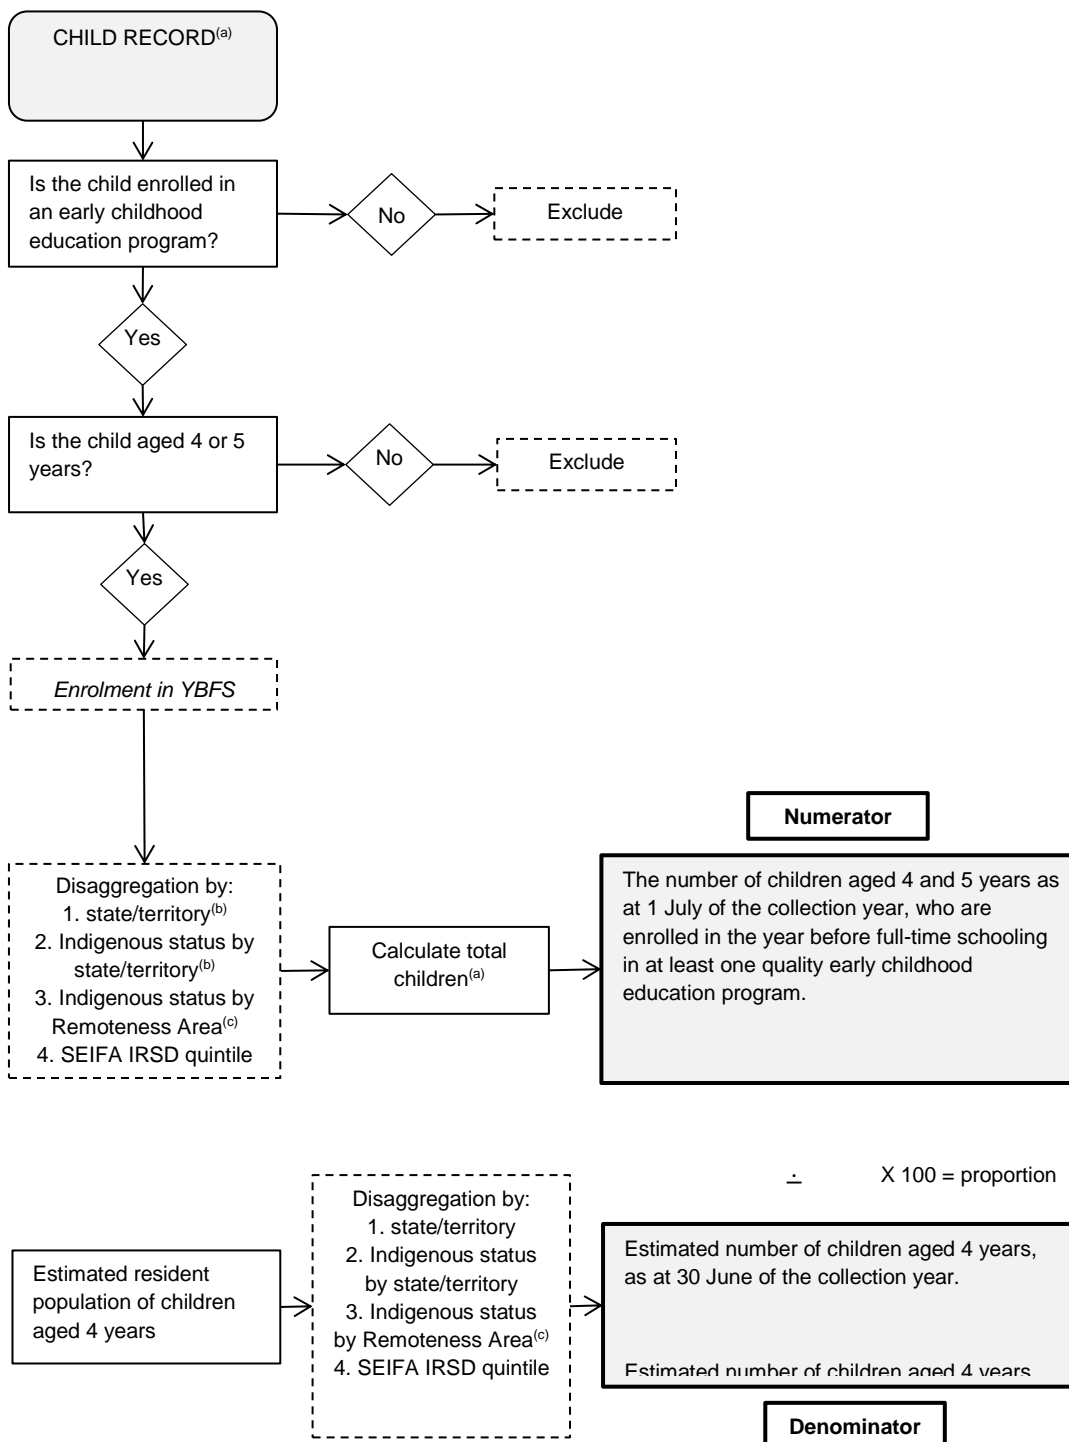 CHILD RECORD(a)
Is the child enrolled in
an early childhood
education program?
No
Exclude
Yes
Is the child aged 4 or 5
years?
No
Exclude
Yes
Enrolment in YBFS
Numerator
Disaggregation by:
1. state/territory(b)
2. Indigenous status by
state/territory(b)
3. Indigenous status by
Remoteness Area(c)
4. SEIFA IRSD quintile
Calculate total
children(a)
The number of children aged 4 and 5 years as
at 1 July of the collection year, who are
enrolled in the year before full-time schooling
in at least one quality early childhood
education program.
÷ X 100 = proportion
Estimated resident
population of children
aged 4 years
Disaggregation by:
1. state/territory
2. Indigenous status
by state/territory
3. Indigenous status
by Remoteness Area(c)
4. SEIFA IRSD quintile
Estimated number of children aged 4 years,
as at 30 June of the collection year.
Estimated number of children aged 4 years
Denominator